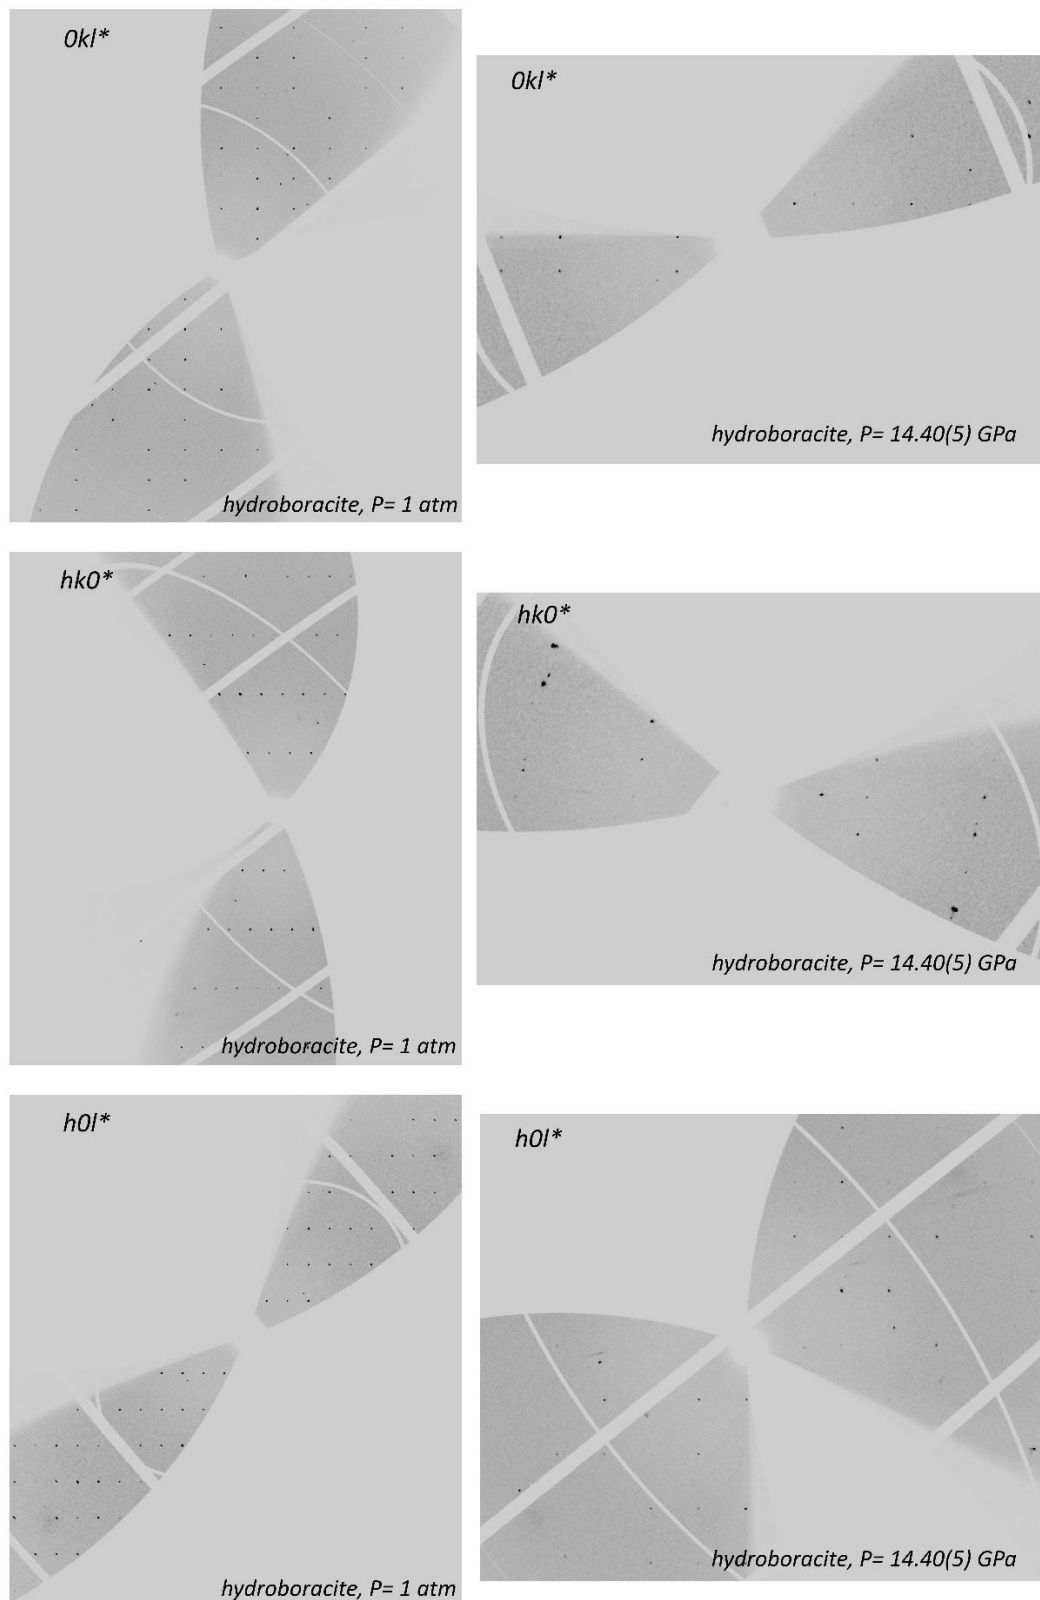 0kl*
0kl*
hydroboracite, P= 14.40(5) GPa
hydroboracite, P= 1 atm
hk0*
hk0*
hydroboracite, P= 14.40(5) GPa
hydroboracite, P= 1 atm
h0l*
h0l*
hydroboracite, P= 14.40(5) GPa
hydroboracite, P= 1 atm